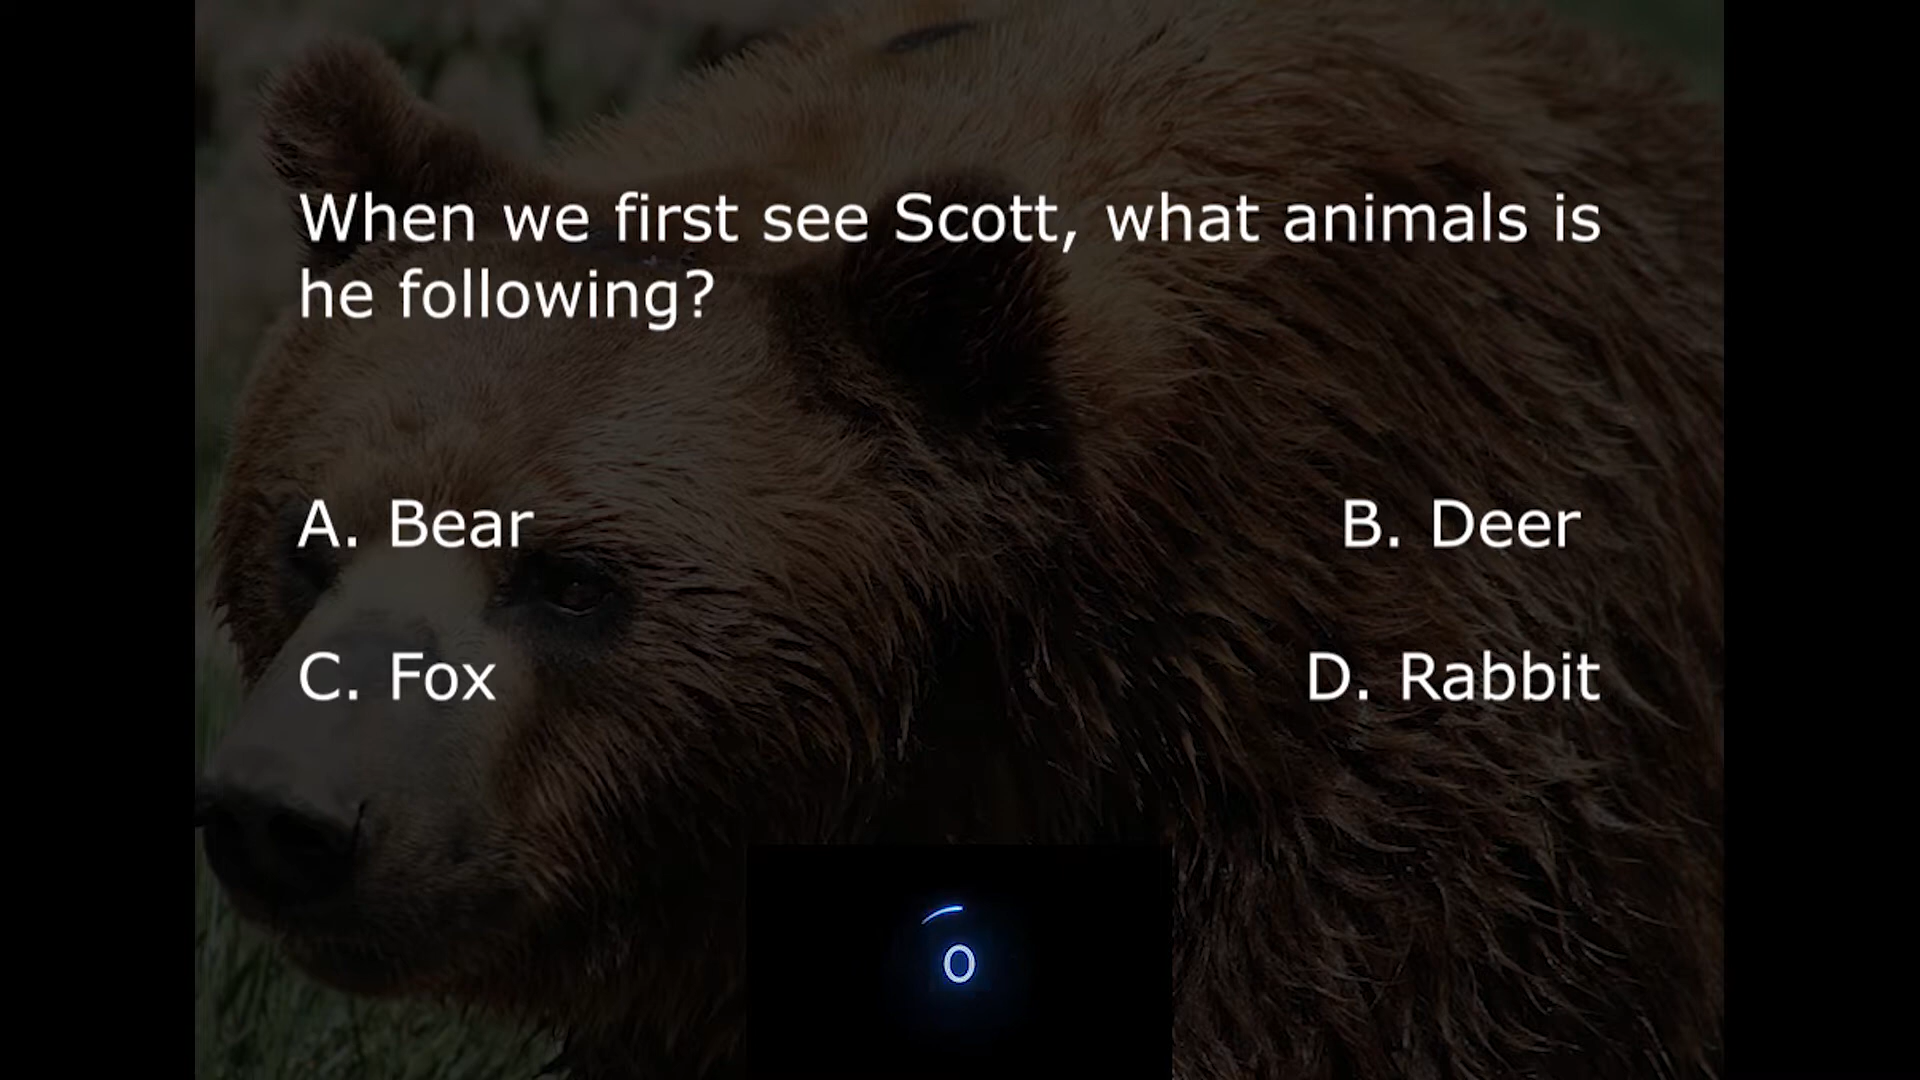 When we first see Scott, what animals is
he following?
A. Bear
B. Deer
C. Fox
D. Rabbit
0